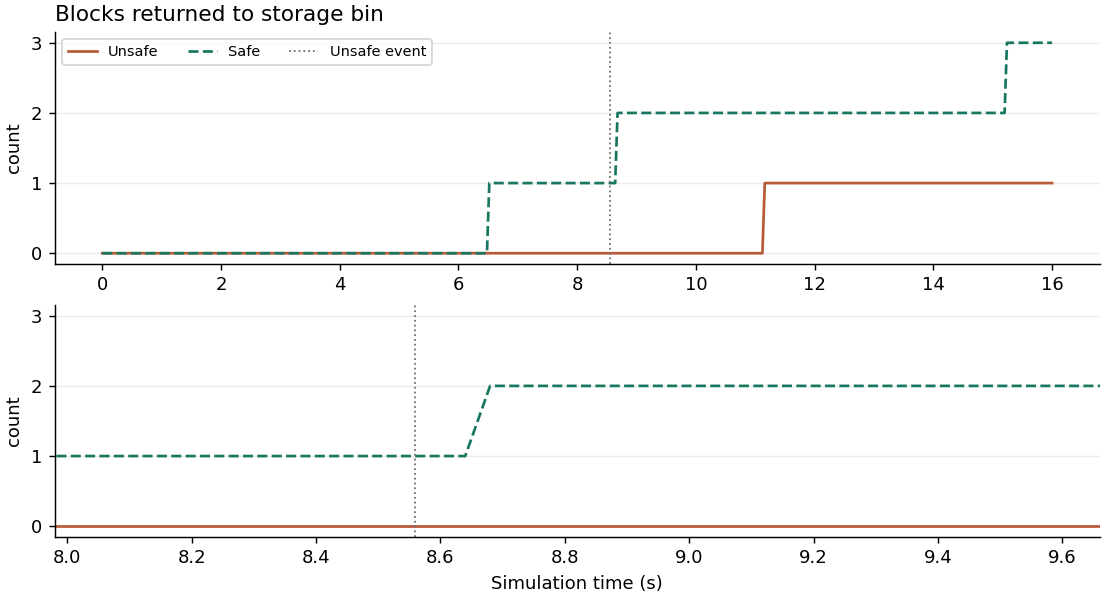 Blocks returned to storage bin
Unsafe
Safe
Unsafe event
count
3
2
1
0
0 2 4 6 8 10 12 14 16
count
3
2
1
0
8.0 8.2 8.4 8.6 8.8 9.0 9.2 9.4 9.6
Simulation time (s)